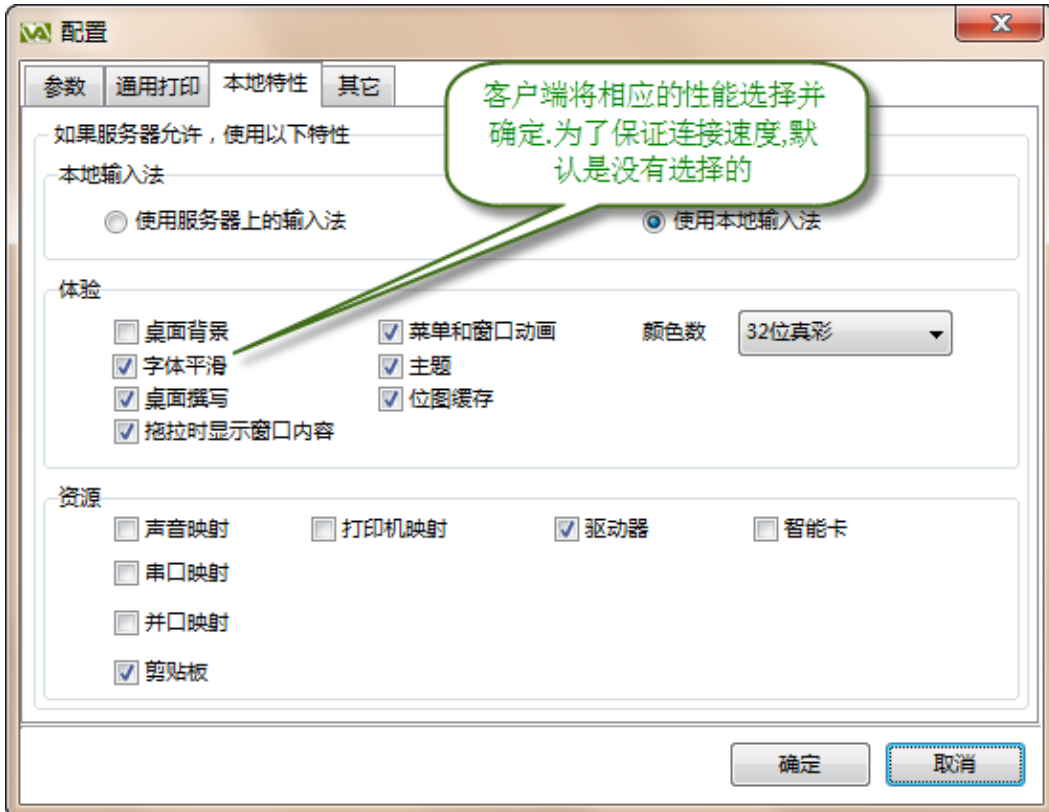 配置
参数 通用打印 本地特性 其它
客户端将相应的性能选择并
确定.为了保证连接速度,默
认是没有选择的
如果服务器允许，使用以下特性
本地输入法
使用服务器上的输入法 使用本地输入法
体验
桌面背景 菜单和窗口动画 颜色数 32位真彩
字体平滑 主题
桌面撰写 位图缓存
拖拉时显示窗口内容
资源
声音映射 打印机映射 驱动器 智能卡
串口映射
并口映射
剪贴板
确定 取消